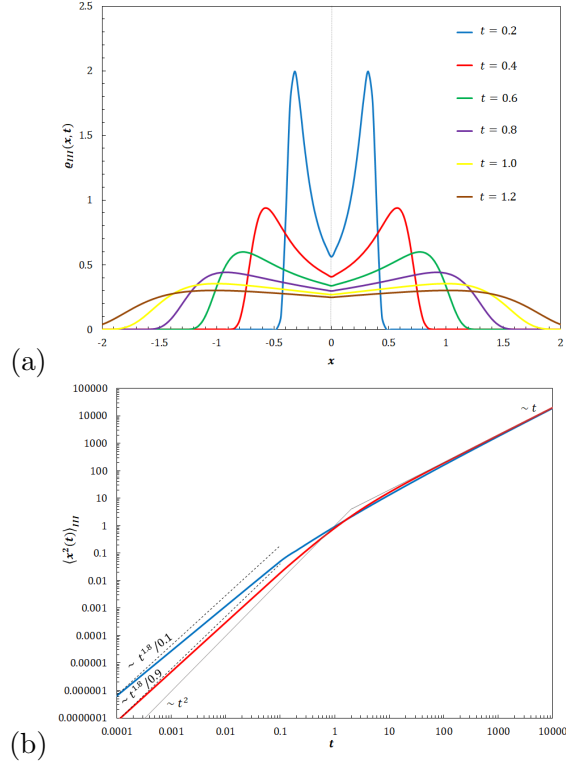 2.5
2
1.5
1
0.5
0
ϱ_III(x,t)
t = 0.2
t = 0.4
t = 0.6
t = 0.8
t = 1.0
t = 1.2
-2 -1.5 -1 -0.5 0 0.5 1 1.5 2
x
(a)
100000
10000
1000
100
10
1
0.1
0.01
0.001
0.0001
0.00001
0.000001
0.0000001
⟨x²(t)⟩_III
~ t
~ t^1.8/0.1
~ t^1.8/0.9
~ t²
0.0001 0.001 0.01 0.1 1 10 100 1000 10000
t
(b)